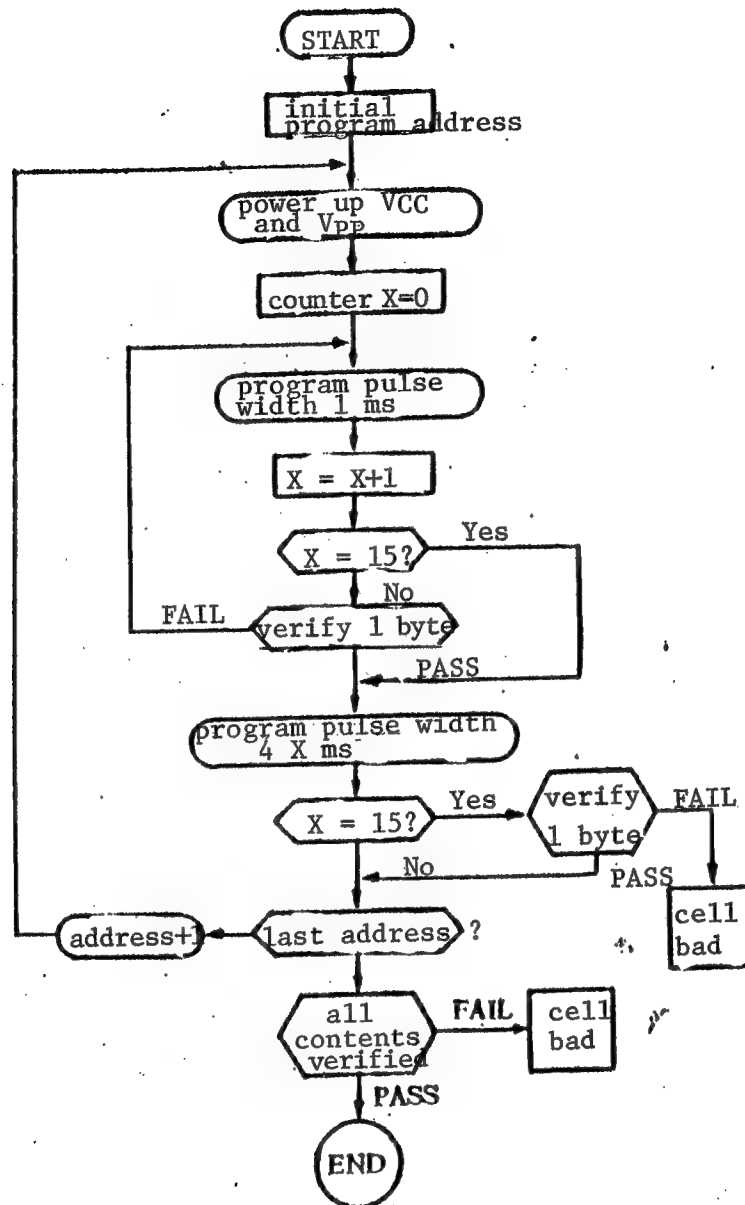 START
initial
program address
power up VCC
and VPP
counter X=0
program pulse
width 1 ms
X = X+1
X = 15?
Yes
No
FAIL
verify 1 byte
PASS
program pulse width
4 X ms
X = 15?
Yes
verify
1 byte
FAIL
No
PASS
cell
bad
address+1
last address ?
all
contents
verified
FAIL
cell
bad
PASS
END